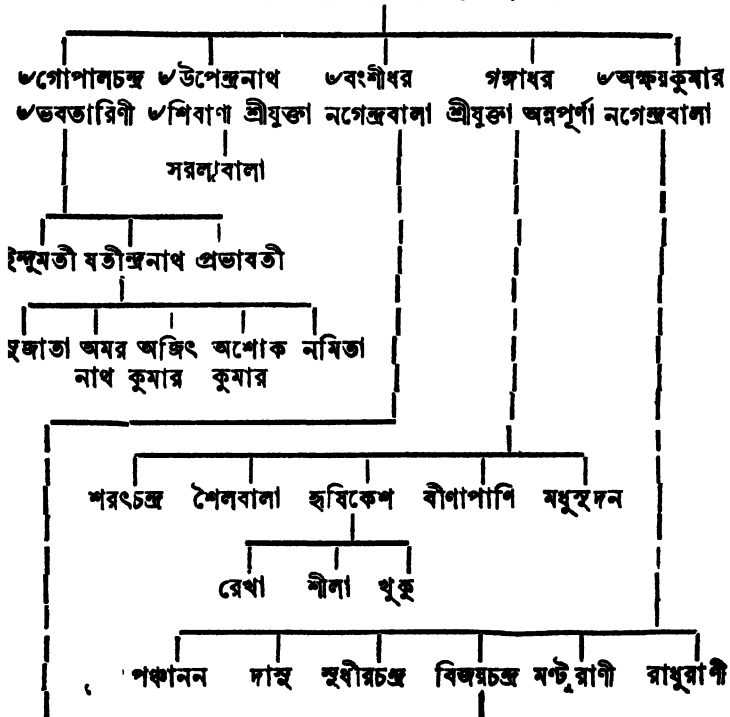 ৺গোপালচন্দ্র ৺উপেন্দ্রনাথ ৺বংশীধর গঙ্গাধর ৺অক্ষয়কুমার
৺ভবতারিণী ৺শিবাণী শ্রীযুক্তা নগেন্দ্রবালা শ্রীযুক্তা অন্নপূর্ণা নগেন্দ্রবালা
সরলাবালা
ইন্দুমতী যতীন্দ্রনাথ প্রভাবতী
সুজাতা অমর অজিৎ অশোক নমিতা
নাথ কুমার কুমার
শরৎচন্দ্র শৈলবালা হৃষিকেশ বীণাপাণি মধুসূদন
রেখা শীলা খুকু
পঞ্চানন দাসু সুধীরচন্দ্র বিজয়চন্দ্র মণ্টুরাণী রাধুরাণী